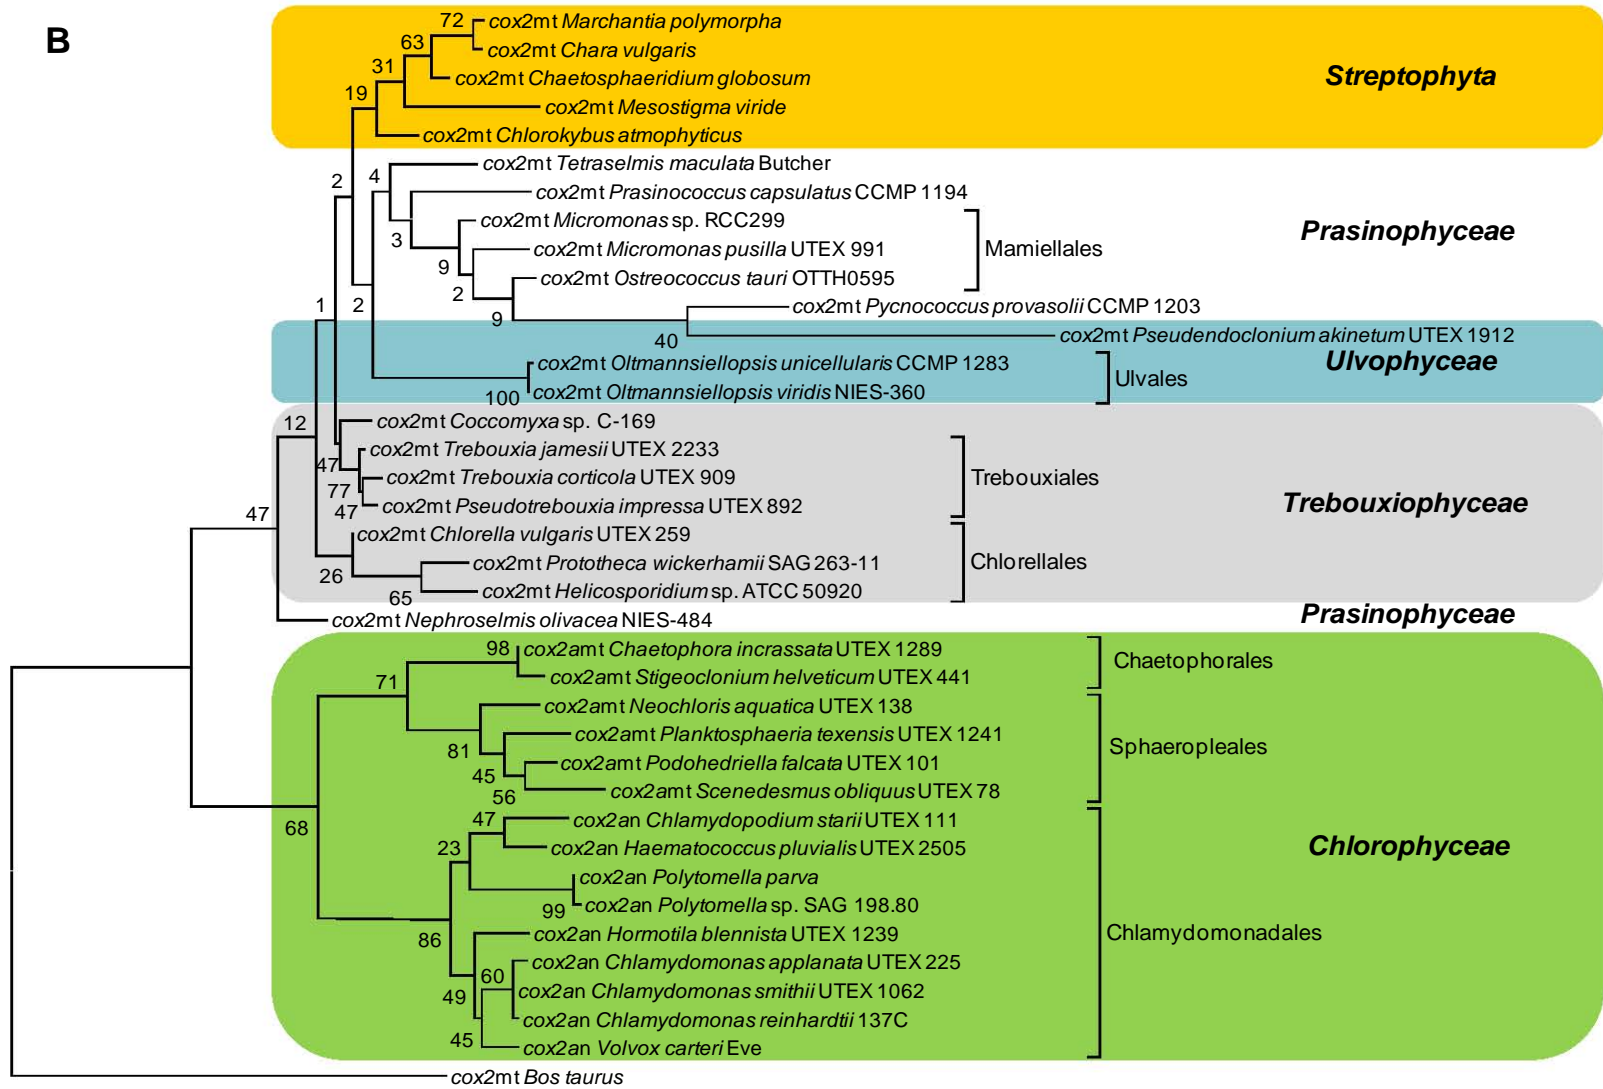 B
72
cox2mt Marchantia polymorpha
63
cox2mt Chara vulgaris
31
cox2mt Chaetosphaeridium globosum
Streptophyta
19
cox2mt Mesostigma viride
cox2mt Chlorokybus atmophyticus
2
4
cox2mt Tetraselmis maculata Butcher
cox2mt Prasinococcus capsulatus CCMP 1194
3
cox2mt Micromonas sp. RCC299
Prasinophyceae
9
cox2mt Micromonas pusilla UTEX 991
Mamiellales
2
cox2mt Ostreococcus tauri OTTH0595
1
2
9
cox2mt Pycnococcus provasolii CCMP 1203
40
cox2mt Pseudendoclonium akinetum UTEX 1912
cox2mt Oltmannsiellopsis unicellularis CCMP 1283
Ulvophyceae
Ulvales
100
cox2mt Oltmannsiellopsis viridis NIES-360
12
cox2mt Coccomyxa sp. C-169
47
cox2mt Trebouxia jamesii UTEX 2233
77
cox2mt Trebouxia corticola UTEX 909
Trebouxiales
47
cox2mt Pseudotrebouxia impressa UTEX 892
Trebouxiophyceae
47
cox2mt Chlorella vulgaris UTEX 259
26
cox2mt Prototheca wickerhamii SAG 263-11
Chlorellales
65
cox2mt Helicosporidium sp. ATCC 50920
cox2mt Nephroselmis olivacea NIES-484
Prasinophyceae
98
cox2amt Chaetophora incrassata UTEX 1289
Chaetophorales
71
cox2amt Stigeoclonium helveticum UTEX 441
cox2amt Neochloris aquatica UTEX 138
81
cox2amt Planktosphaeria texensis UTEX 1241
Sphaeropleales
45
cox2amt Podohedriella falcata UTEX 101
56
cox2amt Scenedesmus obliquus UTEX 78
68
47
cox2an Chlamydopodium starii UTEX 111
23
cox2an Haematococcus pluvialis UTEX 2505
Chlorophyceae
cox2an Polytomella parva
99
cox2an Polytomella sp. SAG 198.80
86
cox2an Hormotila blennista UTEX 1239
Chlamydomonadales
60
cox2an Chlamydomonas applanata UTEX 225
49
cox2an Chlamydomonas smithii UTEX 1062
45
cox2an Chlamydomonas reinhardtii 137C
cox2an Volvox carteri Eve
cox2mt Bos taurus